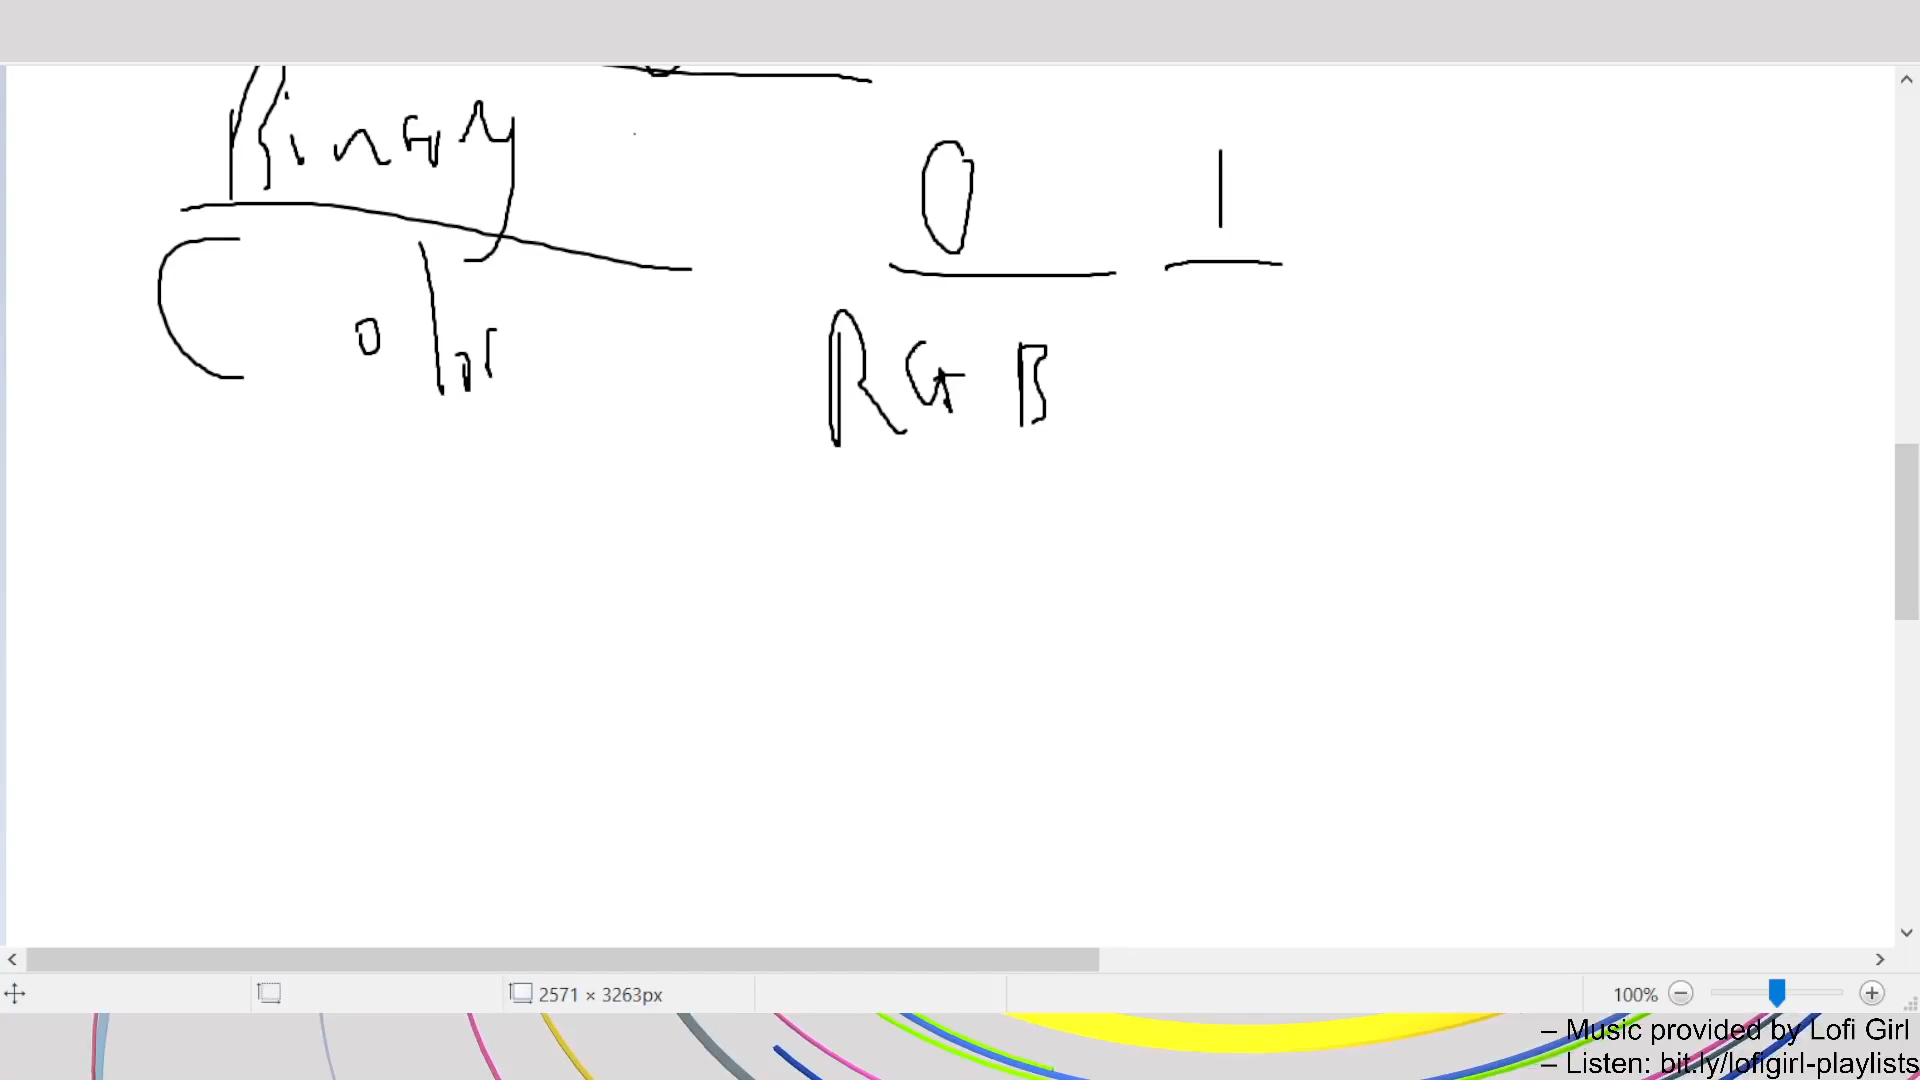 Binary 0 1
Color RGB
2571 × 3263px
100%
– Music provided by Lofi Girl
– Listen: bit.ly/lofigirl-playlists